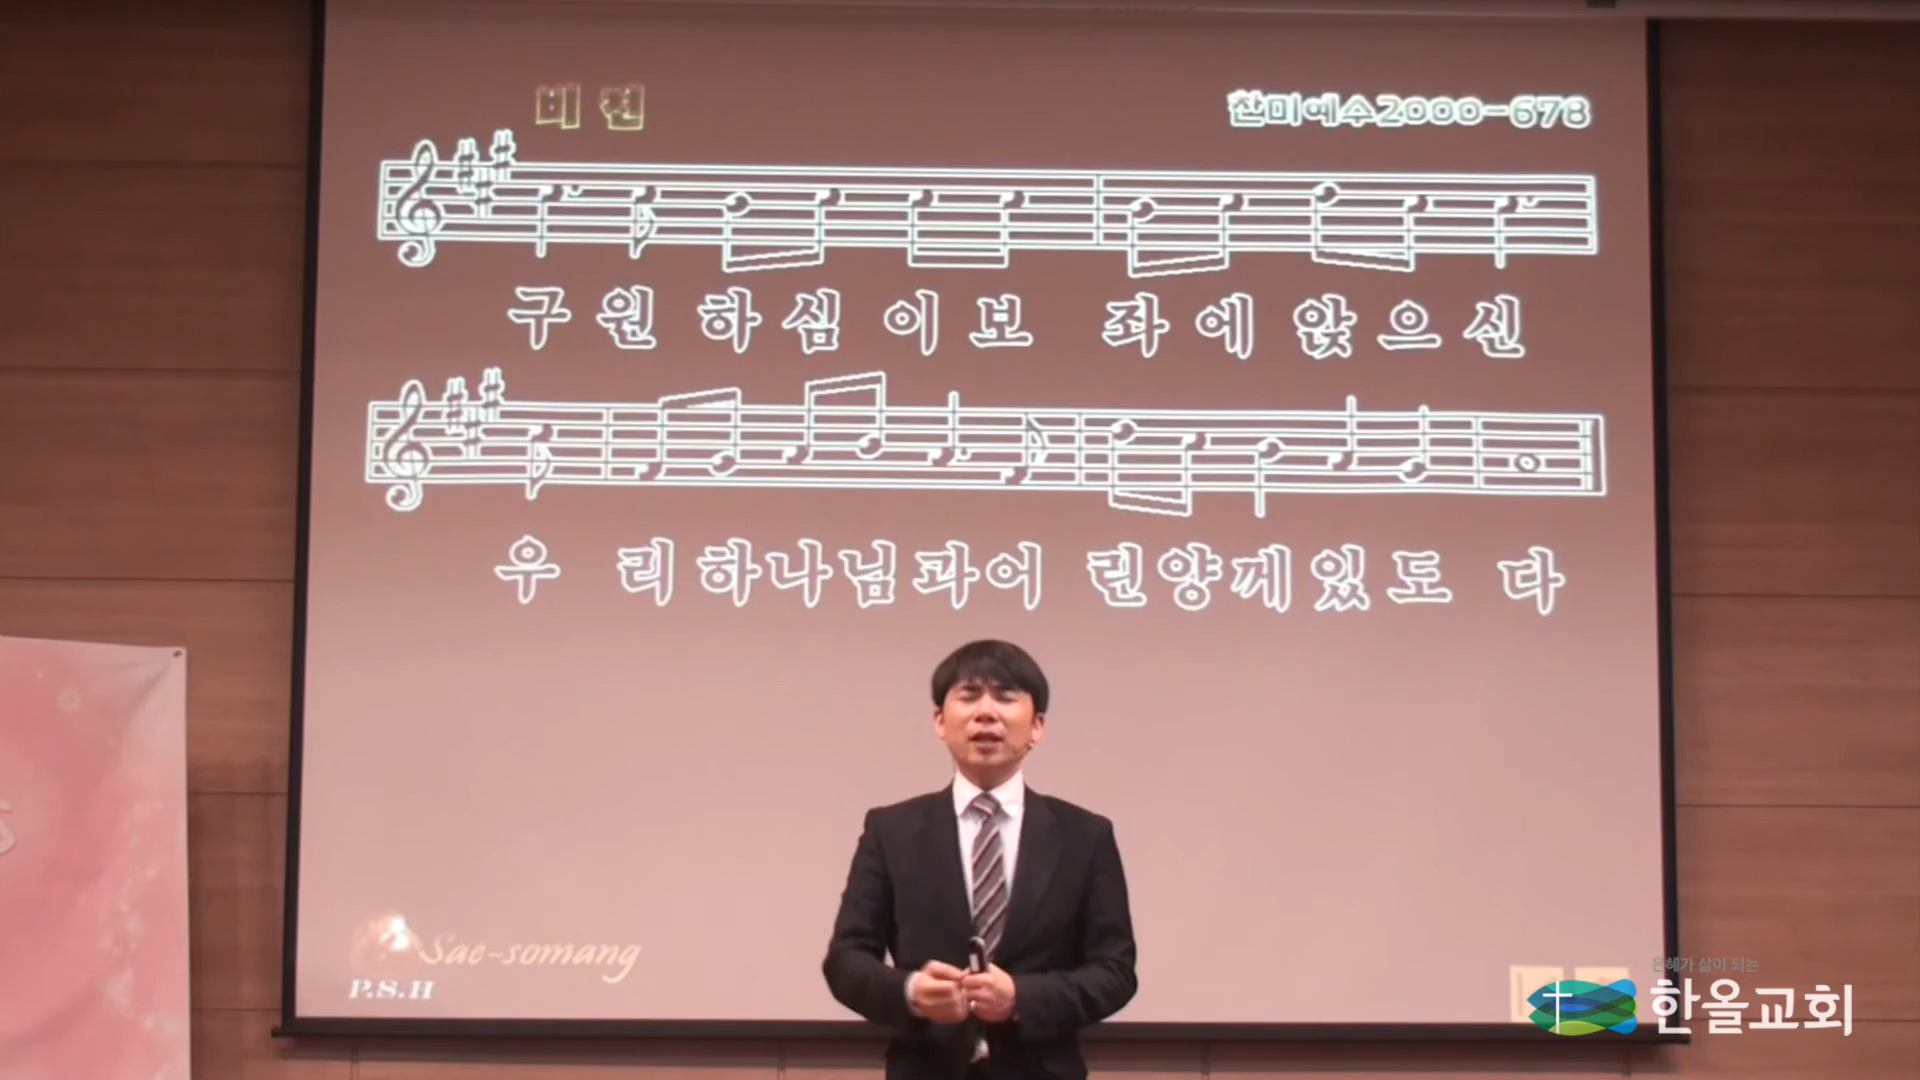 비 전
찬미예수2000-678
구 원 하 심 이 보 좌 에 앉 으 신
우 리 하 나 님 과 어 린 양 께 있 도 다
Sae-somang
P.S.H
은혜가 삶이 되는
한올교회